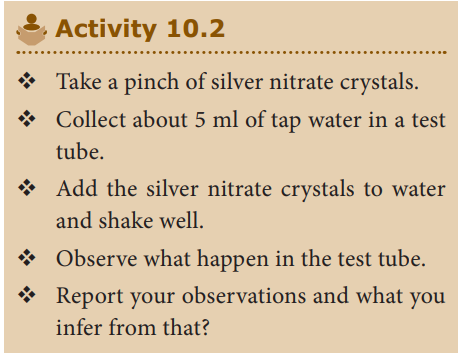 Activity 10.2
❖ Take a pinch of silver nitrate crystals.
❖ Collect about 5 ml of tap water in a test
tube.
❖ Add the silver nitrate crystals to water
and shake well.
❖ Observe what happen in the test tube.
❖ Report your observations and what you
infer from that?